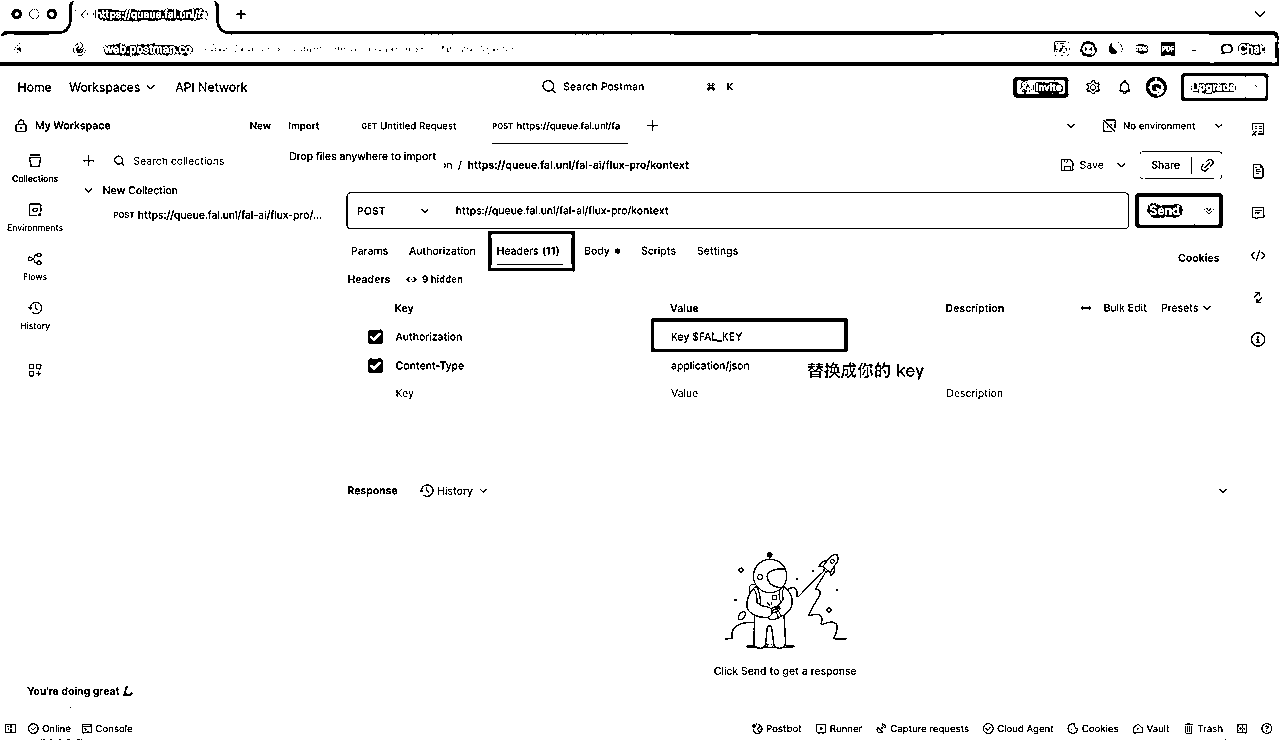 https://queue.fal.un1/fa
web.postman.co
Chat
Home Workspaces API Network Search Postman ⌘ K Invite Upgrade
My Workspace New Import GET Untitled Request POST https://queue.fal.un1/fa No environment
Search collections Drop files anywhere to import / https://queue.fal.un1/fal-ai/flux-pro/kontext Save Share
Collections
New Collection
POST https://queue.fal.un1/fal-ai/flux-pro/... POST https://queue.fal.un1/fal-ai/flux-pro/kontext Send
Environments
Params Authorization Headers (11) Body Scripts Settings Cookies
Flows
Headers 9 hidden
Key Value Description Bulk Edit Presets
History
Authorization Key $FAL_KEY
Content-Type application/json 替换成你的 key
Key Value Description
Response History
Click Send to get a response
You're doing great
Online Console Postbot Runner Capture requests Cloud Agent Cookies Vault Trash